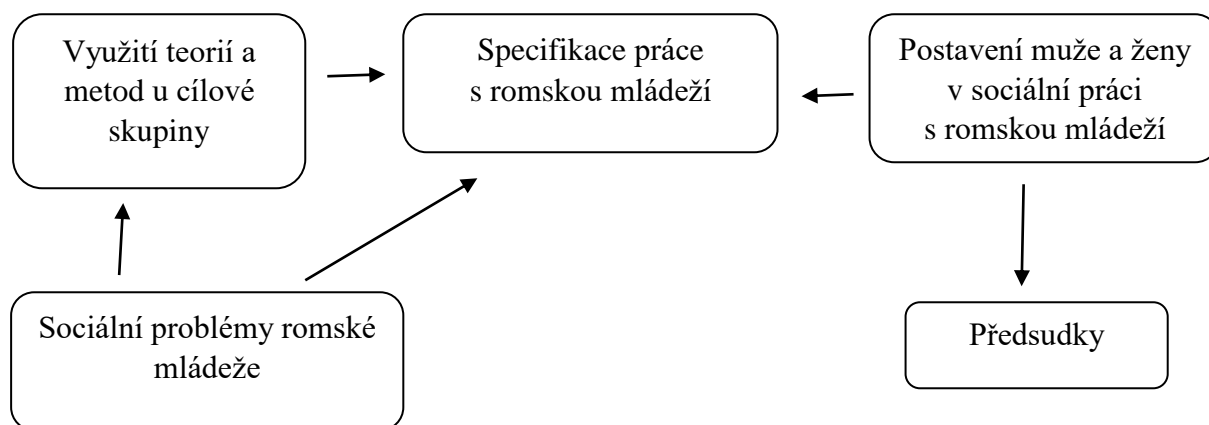 Využití teorií a
metod u cílové
skupiny
Specifikace práce
s romskou mládeží
Postavení muže a ženy
v sociální práci
s romskou mládeží
Sociální problémy romské
mládeže
Předsudky